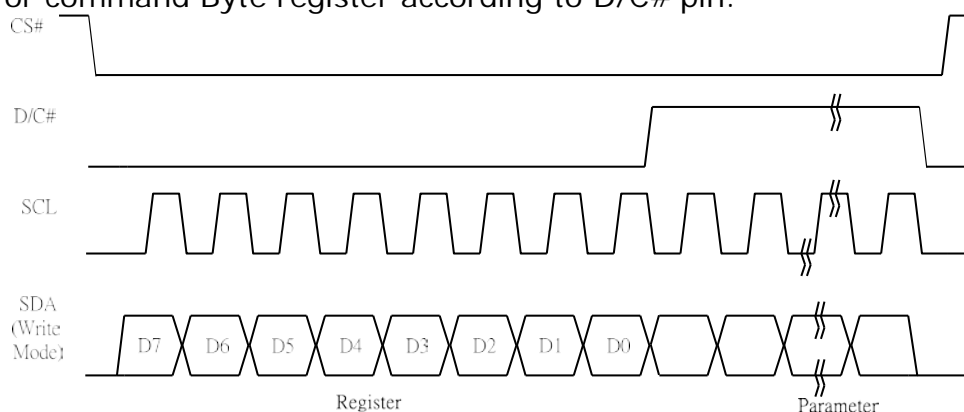 or command Byte register according to D/C# pin.
CS#
D/C#
SCL
SDA
(Write
Mode)
D7 D6 D5 D4 D3 D2 D1 D0
Register Parameter